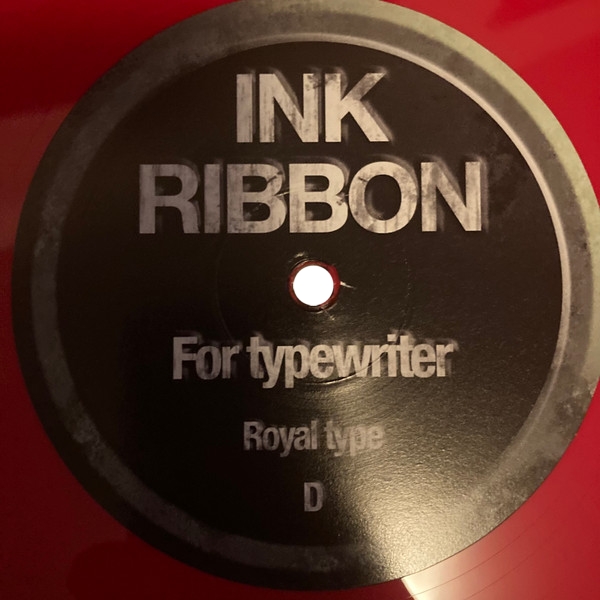 INK
RIBBON
For typewriter
Royal type
D